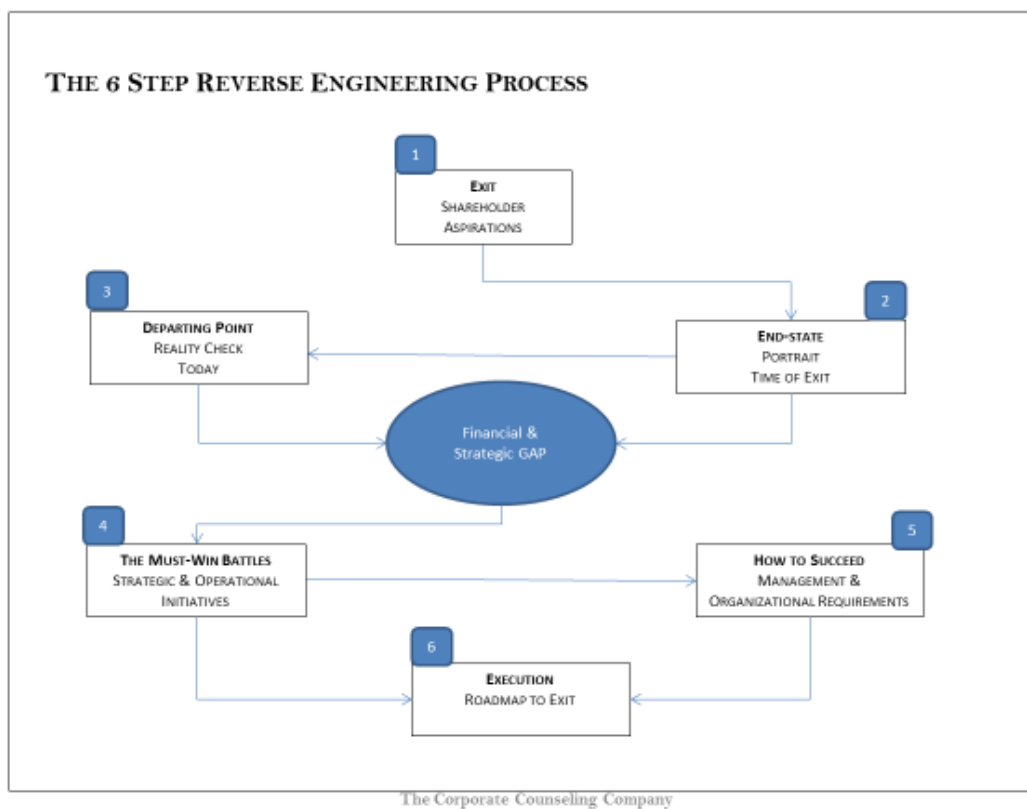 THE 6 STEP REVERSE ENGINEERING PROCESS
1
EXIT
SHAREHOLDER
ASPIRATIONS
3
DEPARTING POINT
REALITY CHECK
TODAY
2
END-STATE
PORTRAIT
TIME OF EXIT
Financial &
Strategic GAP
4
THE MUST-WIN BATTLES
STRATEGIC & OPERATIONAL
INITIATIVES
5
HOW TO SUCCEED
MANAGEMENT &
ORGANIZATIONAL REQUIREMENTS
6
EXECUTION
ROADMAP TO EXIT
The Corporate Counseling Company